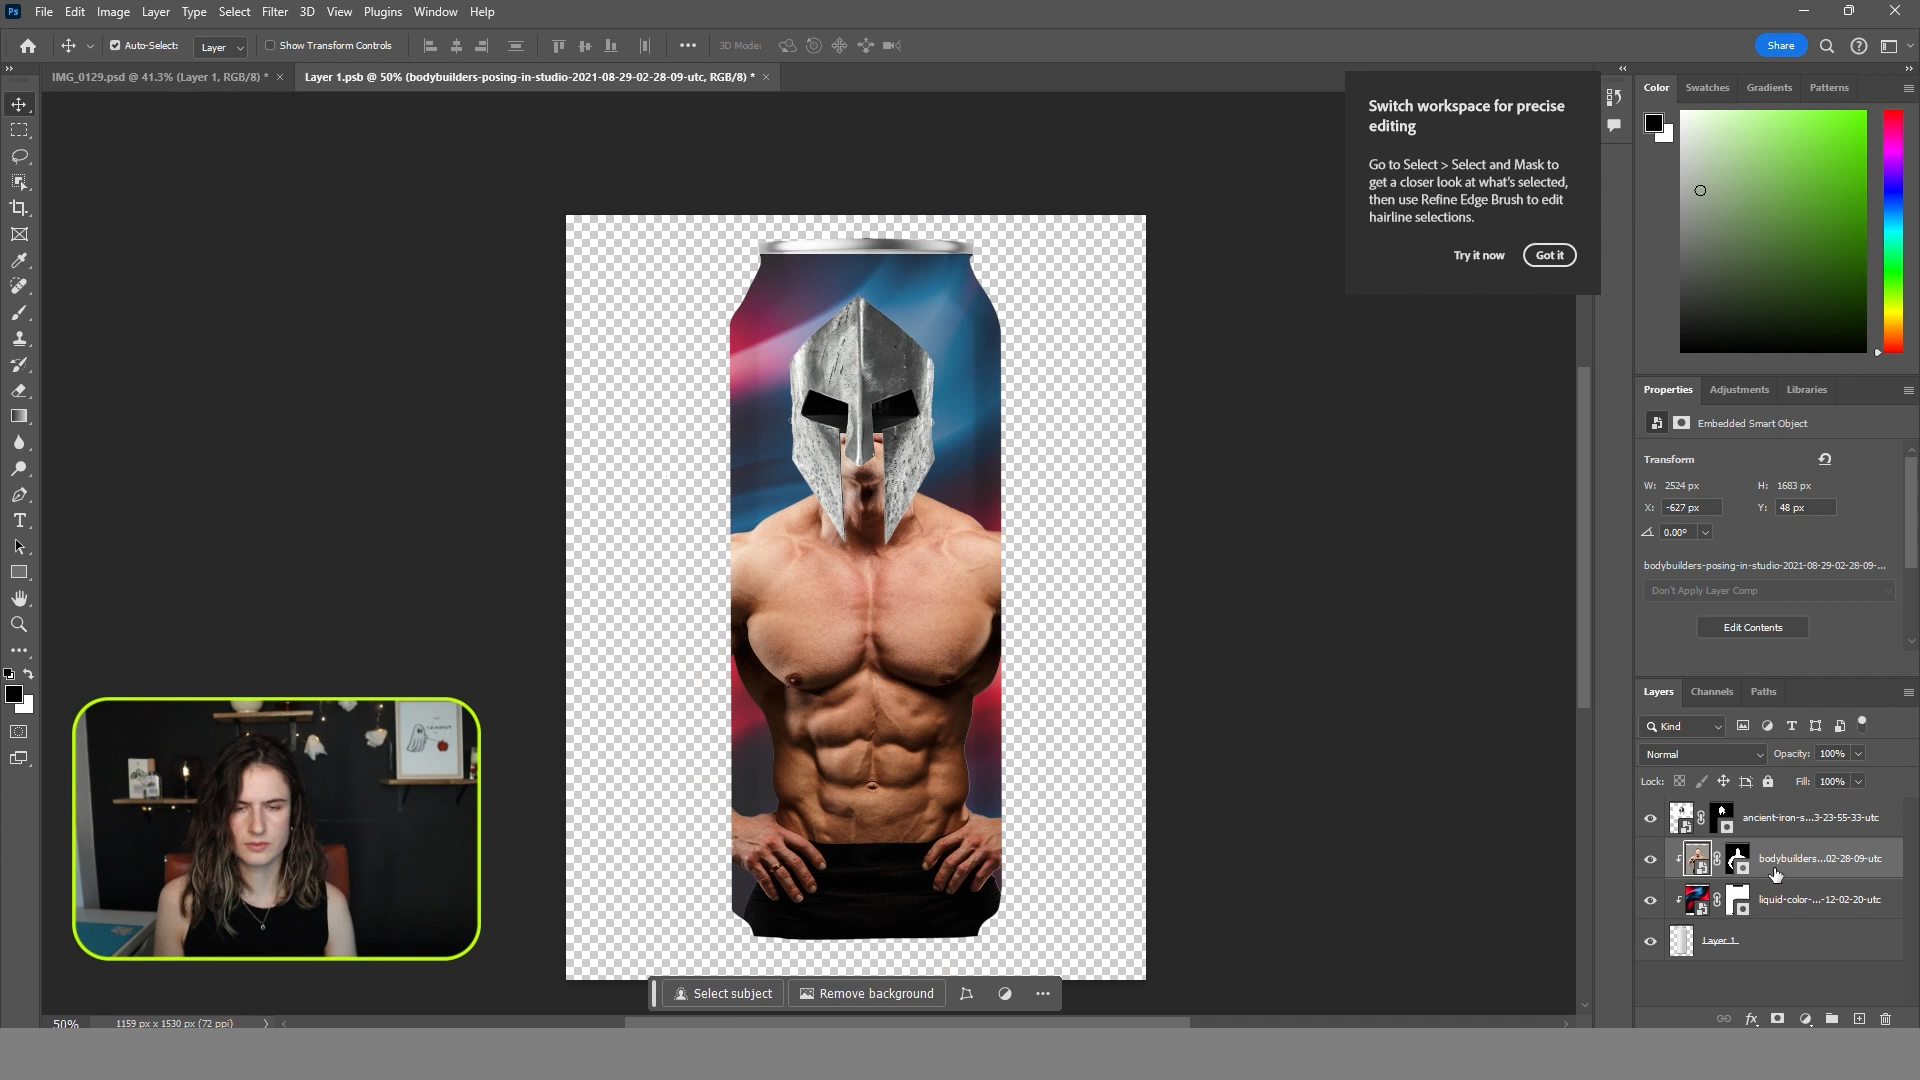 Ps File Edit Image Layer Type Select Filter 3D View Plugins Window Help
Auto-Select: Layer Show Transform Controls 3D Mode: Share
IMG_0129.psd @ 41.3% (Layer 1, RGB/8) * Layer 1.psb @ 50% (bodybuilders-posing-in-studio-2021-08-29-02-28-09-utc, RGB/8) *
Switch workspace for precise
editing
Go to Select > Select and Mask to
get a closer look at what's selected,
then use Refine Edge Brush to edit
hairline selections.
Try it now Got it
Color Swatches Gradients Patterns
Properties Adjustments Libraries
Embedded Smart Object
Transform
W: 2524 px H: 1683 px
X: -627 px Y: 48 px
0.00°
bodybuilders-posing-in-studio-2021-08-29-02-28-09-...
Don't Apply Layer Comp
Edit Contents
Layers Channels Paths
Kind
Normal Opacity: 100%
Lock: Fill: 100%
ancient-iron-s...3-23-55-33-utc
bodybuilders...02-28-09-utc
liquid-color-...-12-02-20-utc
Layer 1
Select subject Remove background
50% 1159 px x 1530 px (72 ppi)